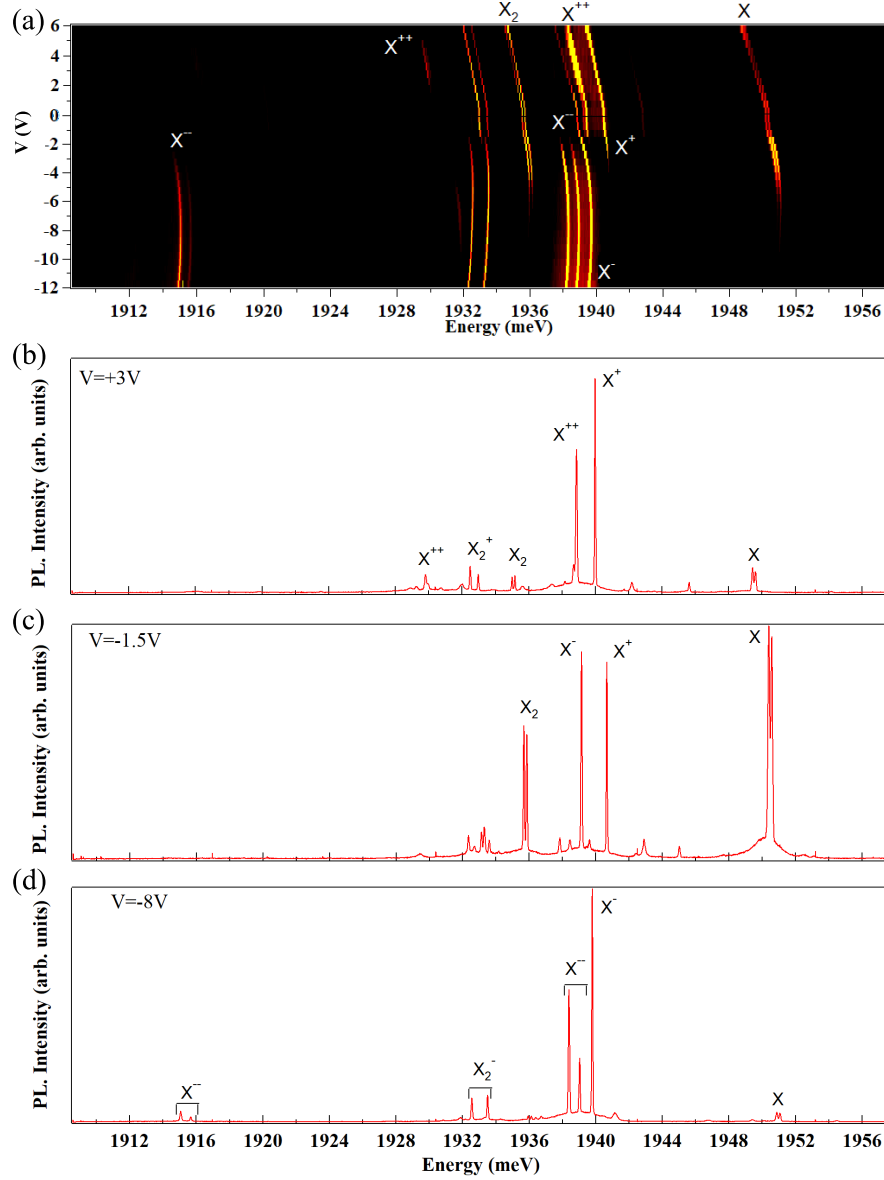 (a)
X₂ X⁺⁺ X
X⁺⁺
X⁻⁻
X⁻⁻
X⁺
X⁻
V (V)
6
4
2
0
-2
-4
-6
-8
-10
-12
1912 1916 1920 1924 1928 1932 1936 1940 1944 1948 1952 1956
Energy (meV)
(b)
V=+3V
PL. Intensity (arb. units)
X⁺⁺
X₂⁺
X₂
X⁺⁺
X⁺
X
(c)
V=-1.5V
PL. Intensity (arb. units)
X₂
X⁻
X⁺
X
(d)
V=-8V
PL. Intensity (arb. units)
X⁻⁻
X₂⁻
X⁻⁻
X⁻
X
1912 1916 1920 1924 1928 1932 1936 1940 1944 1948 1952 1956
Energy (meV)